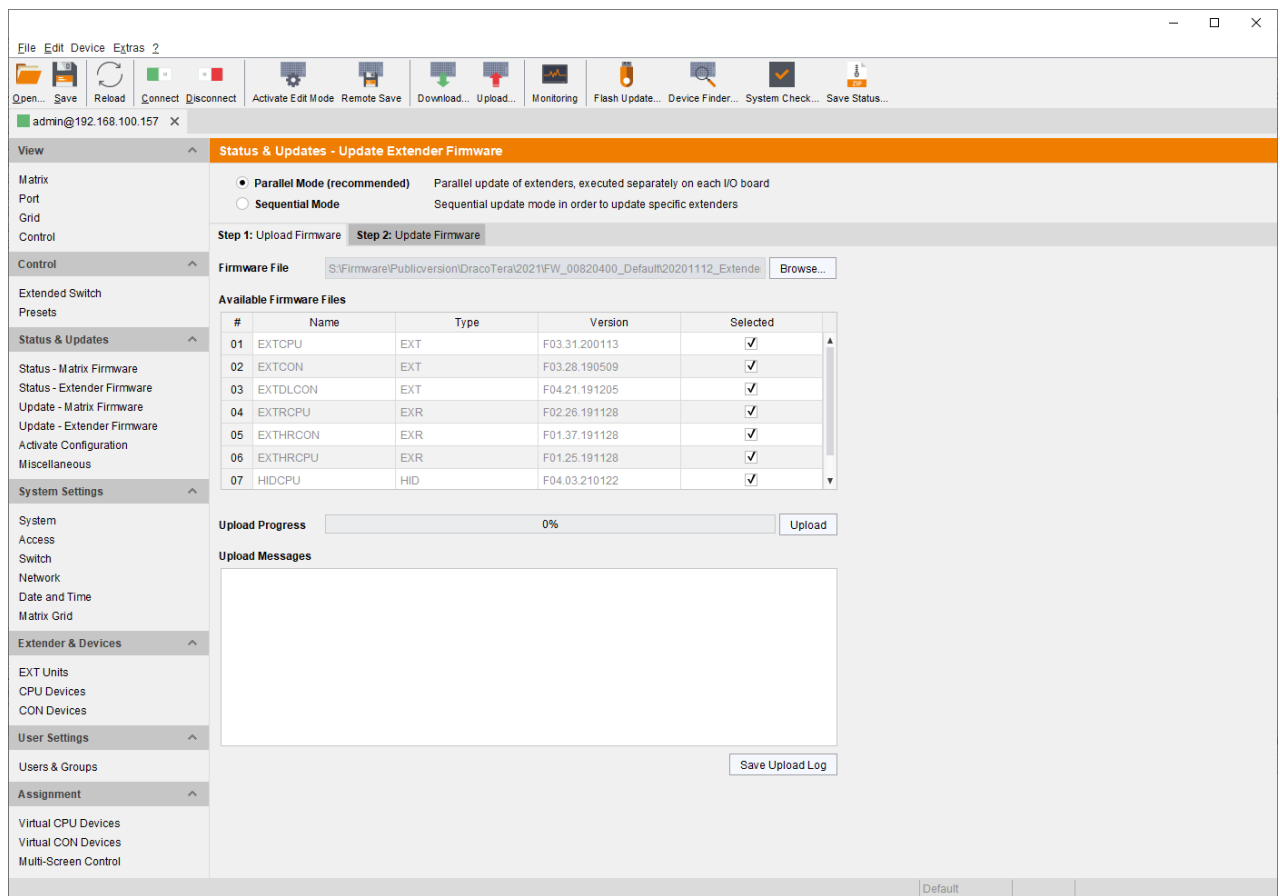 File Edit Device Extras ?
Open... Save Reload Connect Disconnect Activate Edit Mode Remote Save Download... Upload... Monitoring Flash Update... Device Finder... System Check... Save Status...
admin@192.168.100.157
View
Matrix
Port
Grid
Control
Control
Extended Switch
Presets
Status & Updates
Status - Matrix Firmware
Status - Extender Firmware
Update - Matrix Firmware
Update - Extender Firmware
Activate Configuration
Miscellaneous
System Settings
System
Access
Switch
Network
Date and Time
Matrix Grid
Extender & Devices
EXT Units
CPU Devices
CON Devices
User Settings
Users & Groups
Assignment
Virtual CPU Devices
Virtual CON Devices
Multi-Screen Control
Status & Updates - Update Extender Firmware
Parallel Mode (recommended) Parallel update of extenders, executed separately on each I/O board
Sequential Mode Sequential update mode in order to update specific extenders
Step 1: Upload Firmware Step 2: Update Firmware
Firmware File S:\Firmware\Publicversion\DracoTera\2021\FW_00820400_Default\20201112_Extende Browse...
Available Firmware Files
# Name Type Version Selected
01 EXTCPU EXT F03.31.200113
02 EXTCON EXT F03.28.190509
03 EXTDLCON EXT F04.21.191205
04 EXTRCPU EXR F02.26.191128
05 EXTHRCON EXR F01.37.191128
06 EXTHRCPU EXR F01.25.191128
07 HIDCPU HID F04.03.210122
Upload Progress 0% Upload
Upload Messages
Save Upload Log
Default